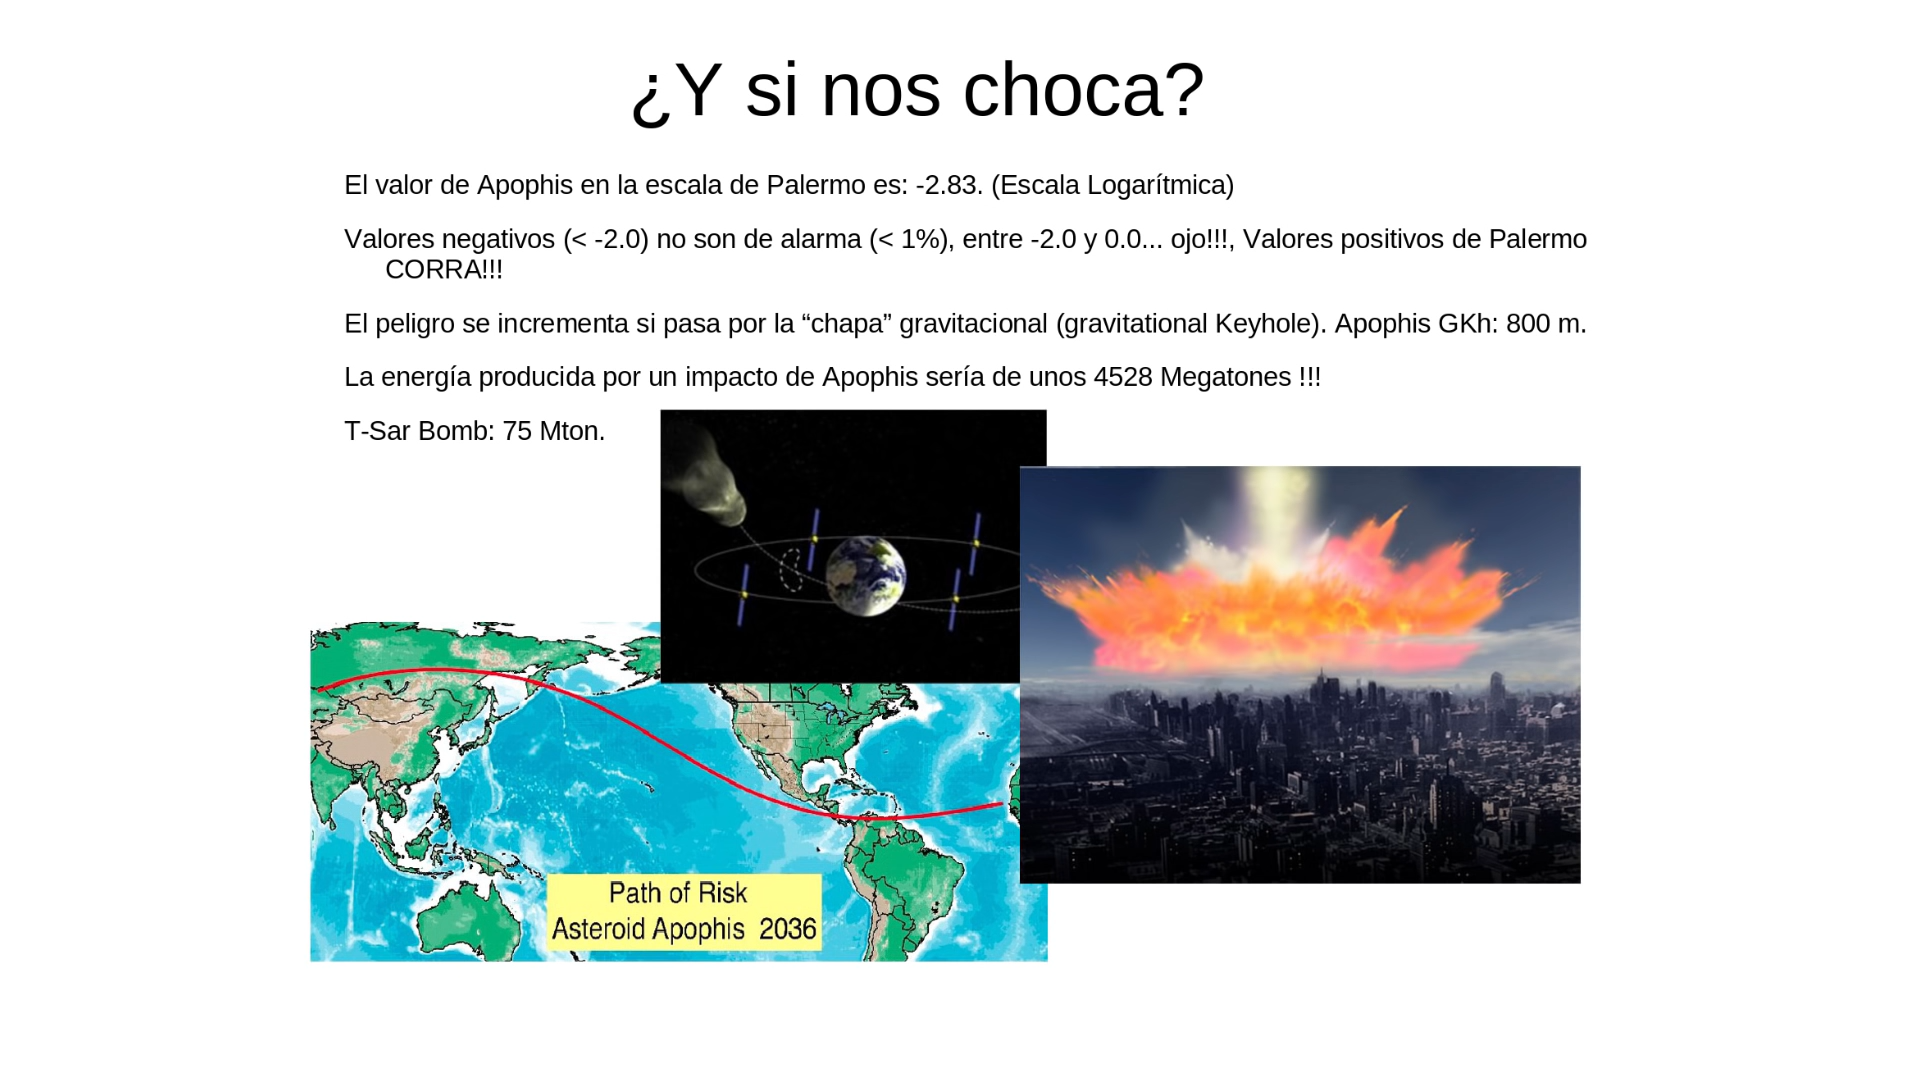 ¿Y si nos choca?
El valor de Apophis en la escala de Palermo es: -2.83. (Escala Logarítmica)
Valores negativos (< -2.0) no son de alarma (< 1%), entre -2.0 y 0.0... ojo!!!, Valores positivos de Palermo
CORRA!!!
El peligro se incrementa si pasa por la “chapa” gravitacional (gravitational Keyhole). Apophis GKh: 800 m.
La energía producida por un impacto de Apophis sería de unos 4528 Megatones !!!
T-Sar Bomb: 75 Mton.
Path of Risk
Asteroid Apophis 2036